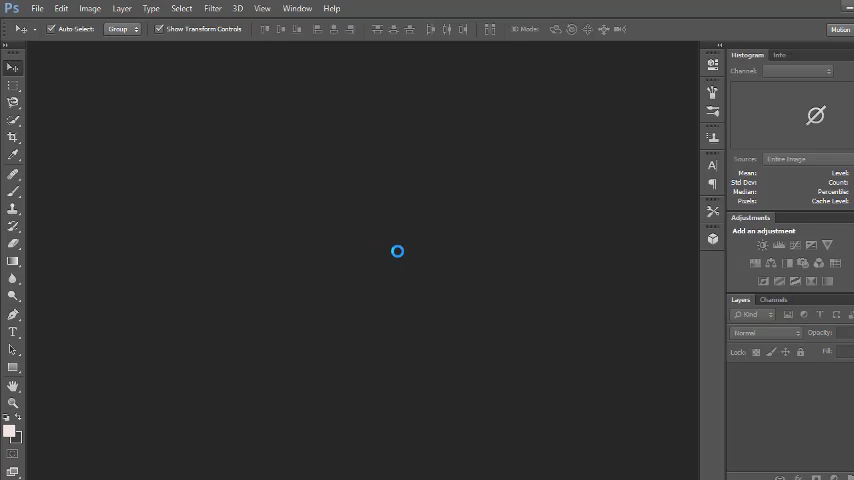 Ps File Edit Image Layer Type Select Filter 3D View Window Help
Auto-Select: Group Show Transform Controls 3D Mode: Motion
Histogram Info
Channel:
Source: Entire Image
Mean: Level:
Std Dev: Count:
Median: Percentile:
Pixels: Cache Level:
Adjustments
Add an adjustment
Layers Channels
Kind
Normal Opacity:
Lock: Fill: